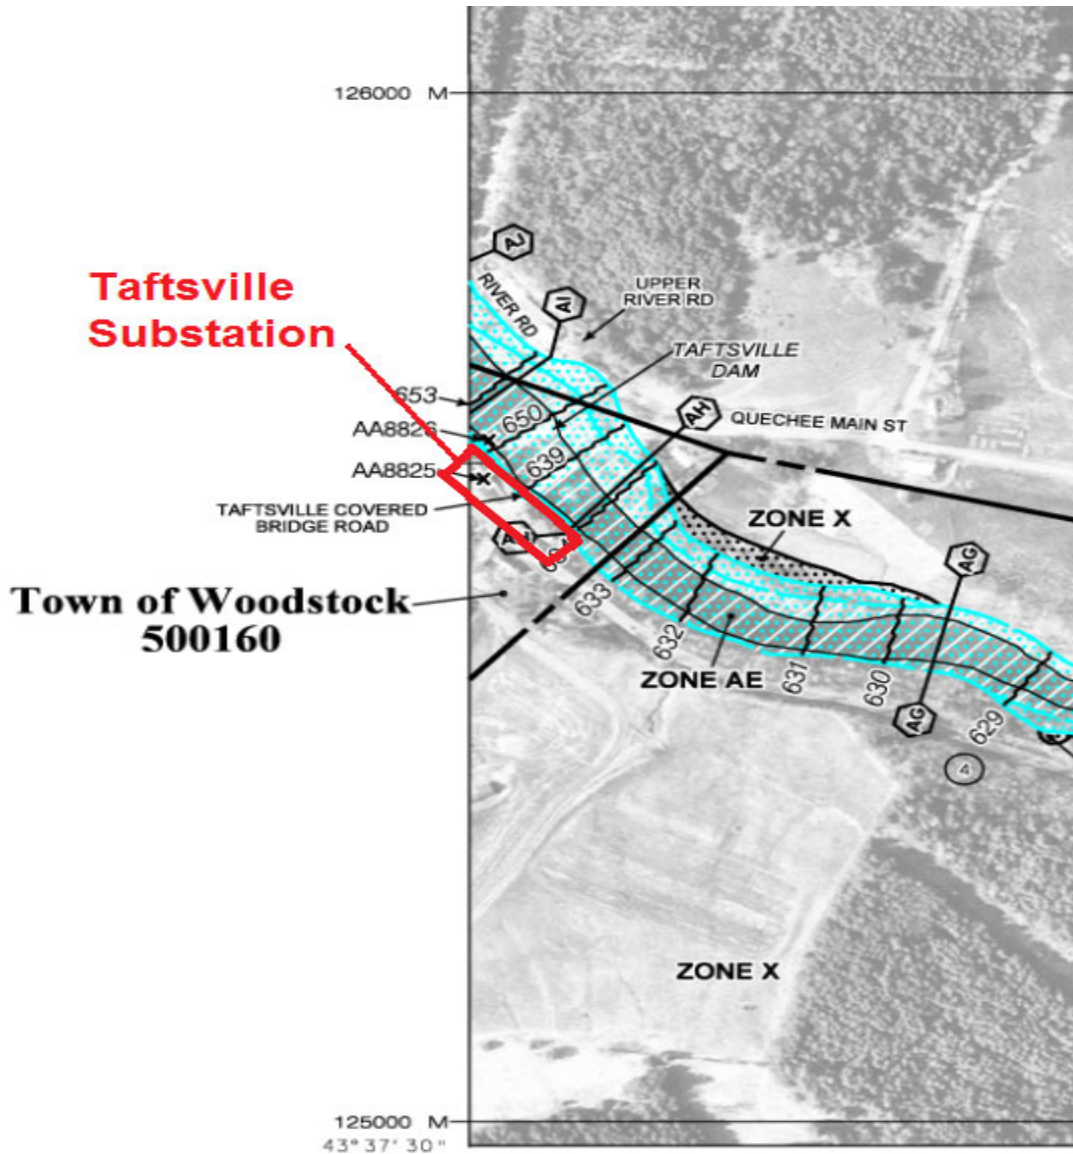 126000 M
AJ
Taftsville
Substation
RIVER RD
AI
UPPER
RIVER RD
TAFTSVILLE
DAM
653
650
AA8826
AH
QUECHEE MAIN ST
AA8825
639
TAFTSVILLE COVERED
BRIDGE ROAD
ZONE X
AH
AG
Town of Woodstock
500160
633
632
ZONE AE
631
630
AG
629
4
ZONE X
125000 M
43° 37' 30"